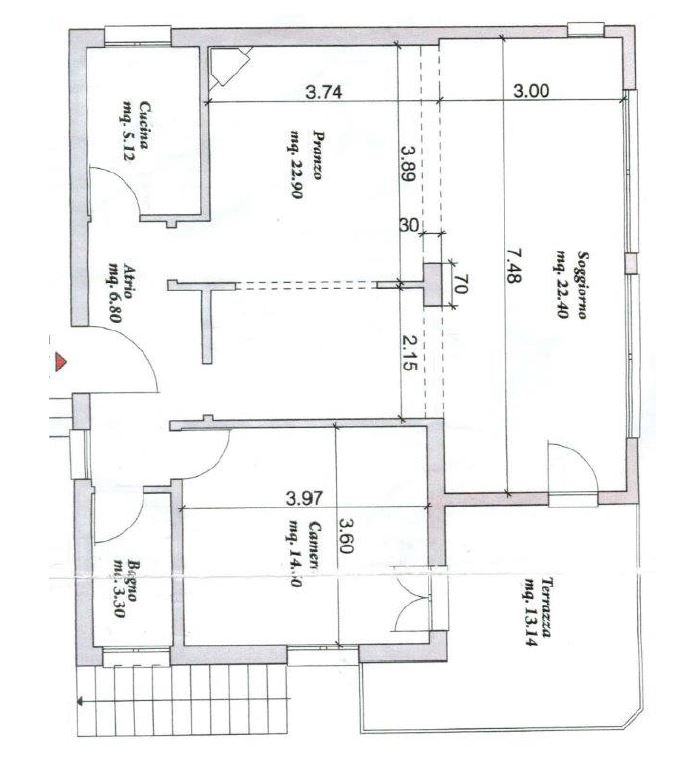 Cucina
mq. 5.12
3.74
3.00
Pranzo
mq. 22.90
3.89
30
70
7.48
Soggiorno
mq. 22.40
Atrio
mq. 6.80
2.15
3.97
3.60
Camera
Bagno
3.30
Terrazza
mq. 13.14